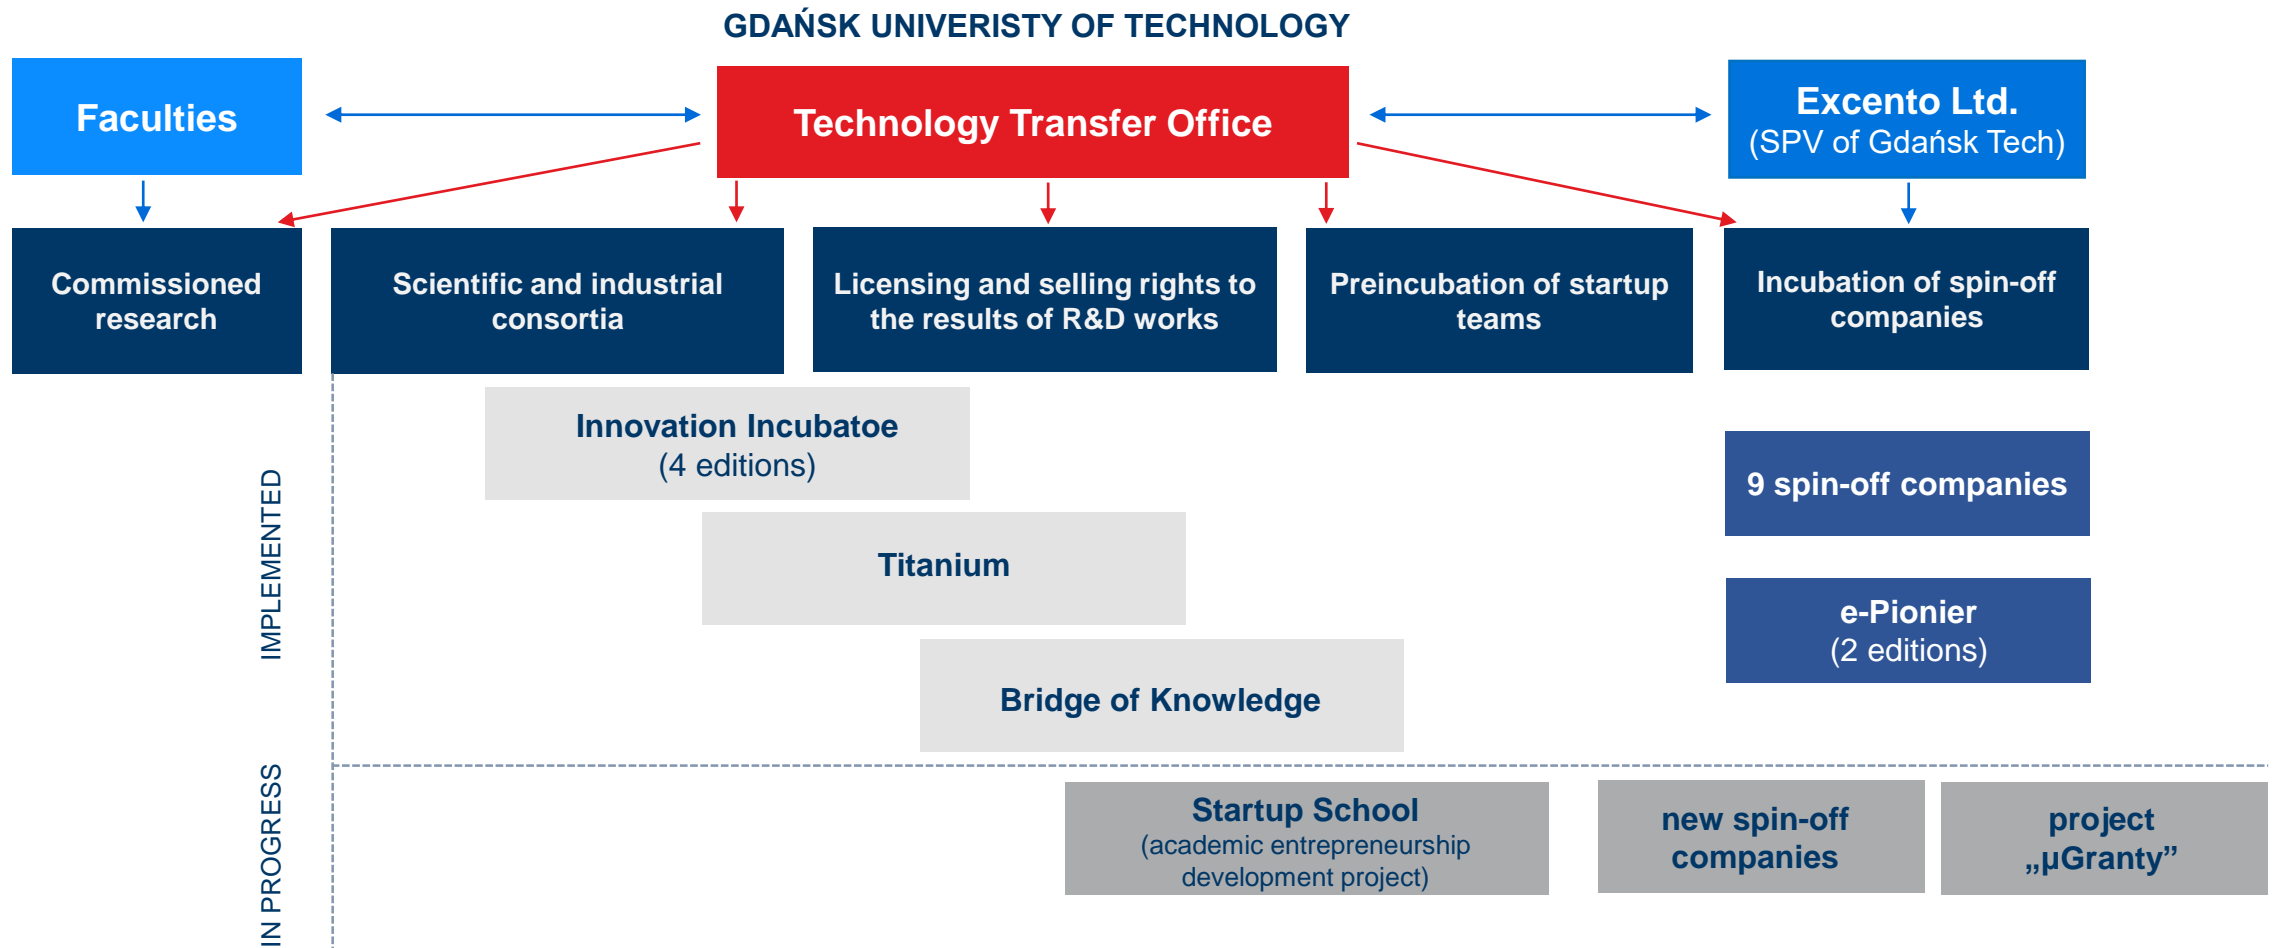 GDAŃSK UNIVERISTY OF TECHNOLOGY
Faculties
Technology Transfer Office
Excento Ltd.
(SPV of Gdańsk Tech)
Commissioned
research
Scientific and industrial
consortia
Licensing and selling rights to
the results of R&D works
Preincubation of startup
teams
Incubation of spin-off
companies
IMPLEMENTED
Innovation Incubatoe
(4 editions)
Titanium
Bridge of Knowledge
9 spin-off companies
e-Pionier
(2 editions)
IN PROGRESS
Startup School
(academic entrepreneurship
development project)
new spin-off
companies
project
„µGranty”